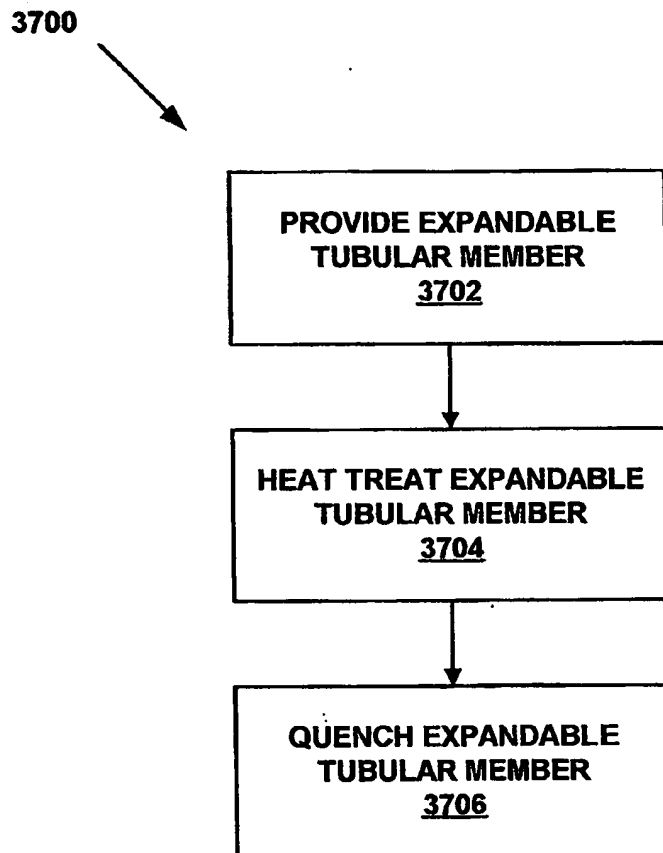 3700
PROVIDE EXPANDABLE
TUBULAR MEMBER
3702
HEAT TREAT EXPANDABLE
TUBULAR MEMBER
3704
QUENCH EXPANDABLE
TUBULAR MEMBER
3706